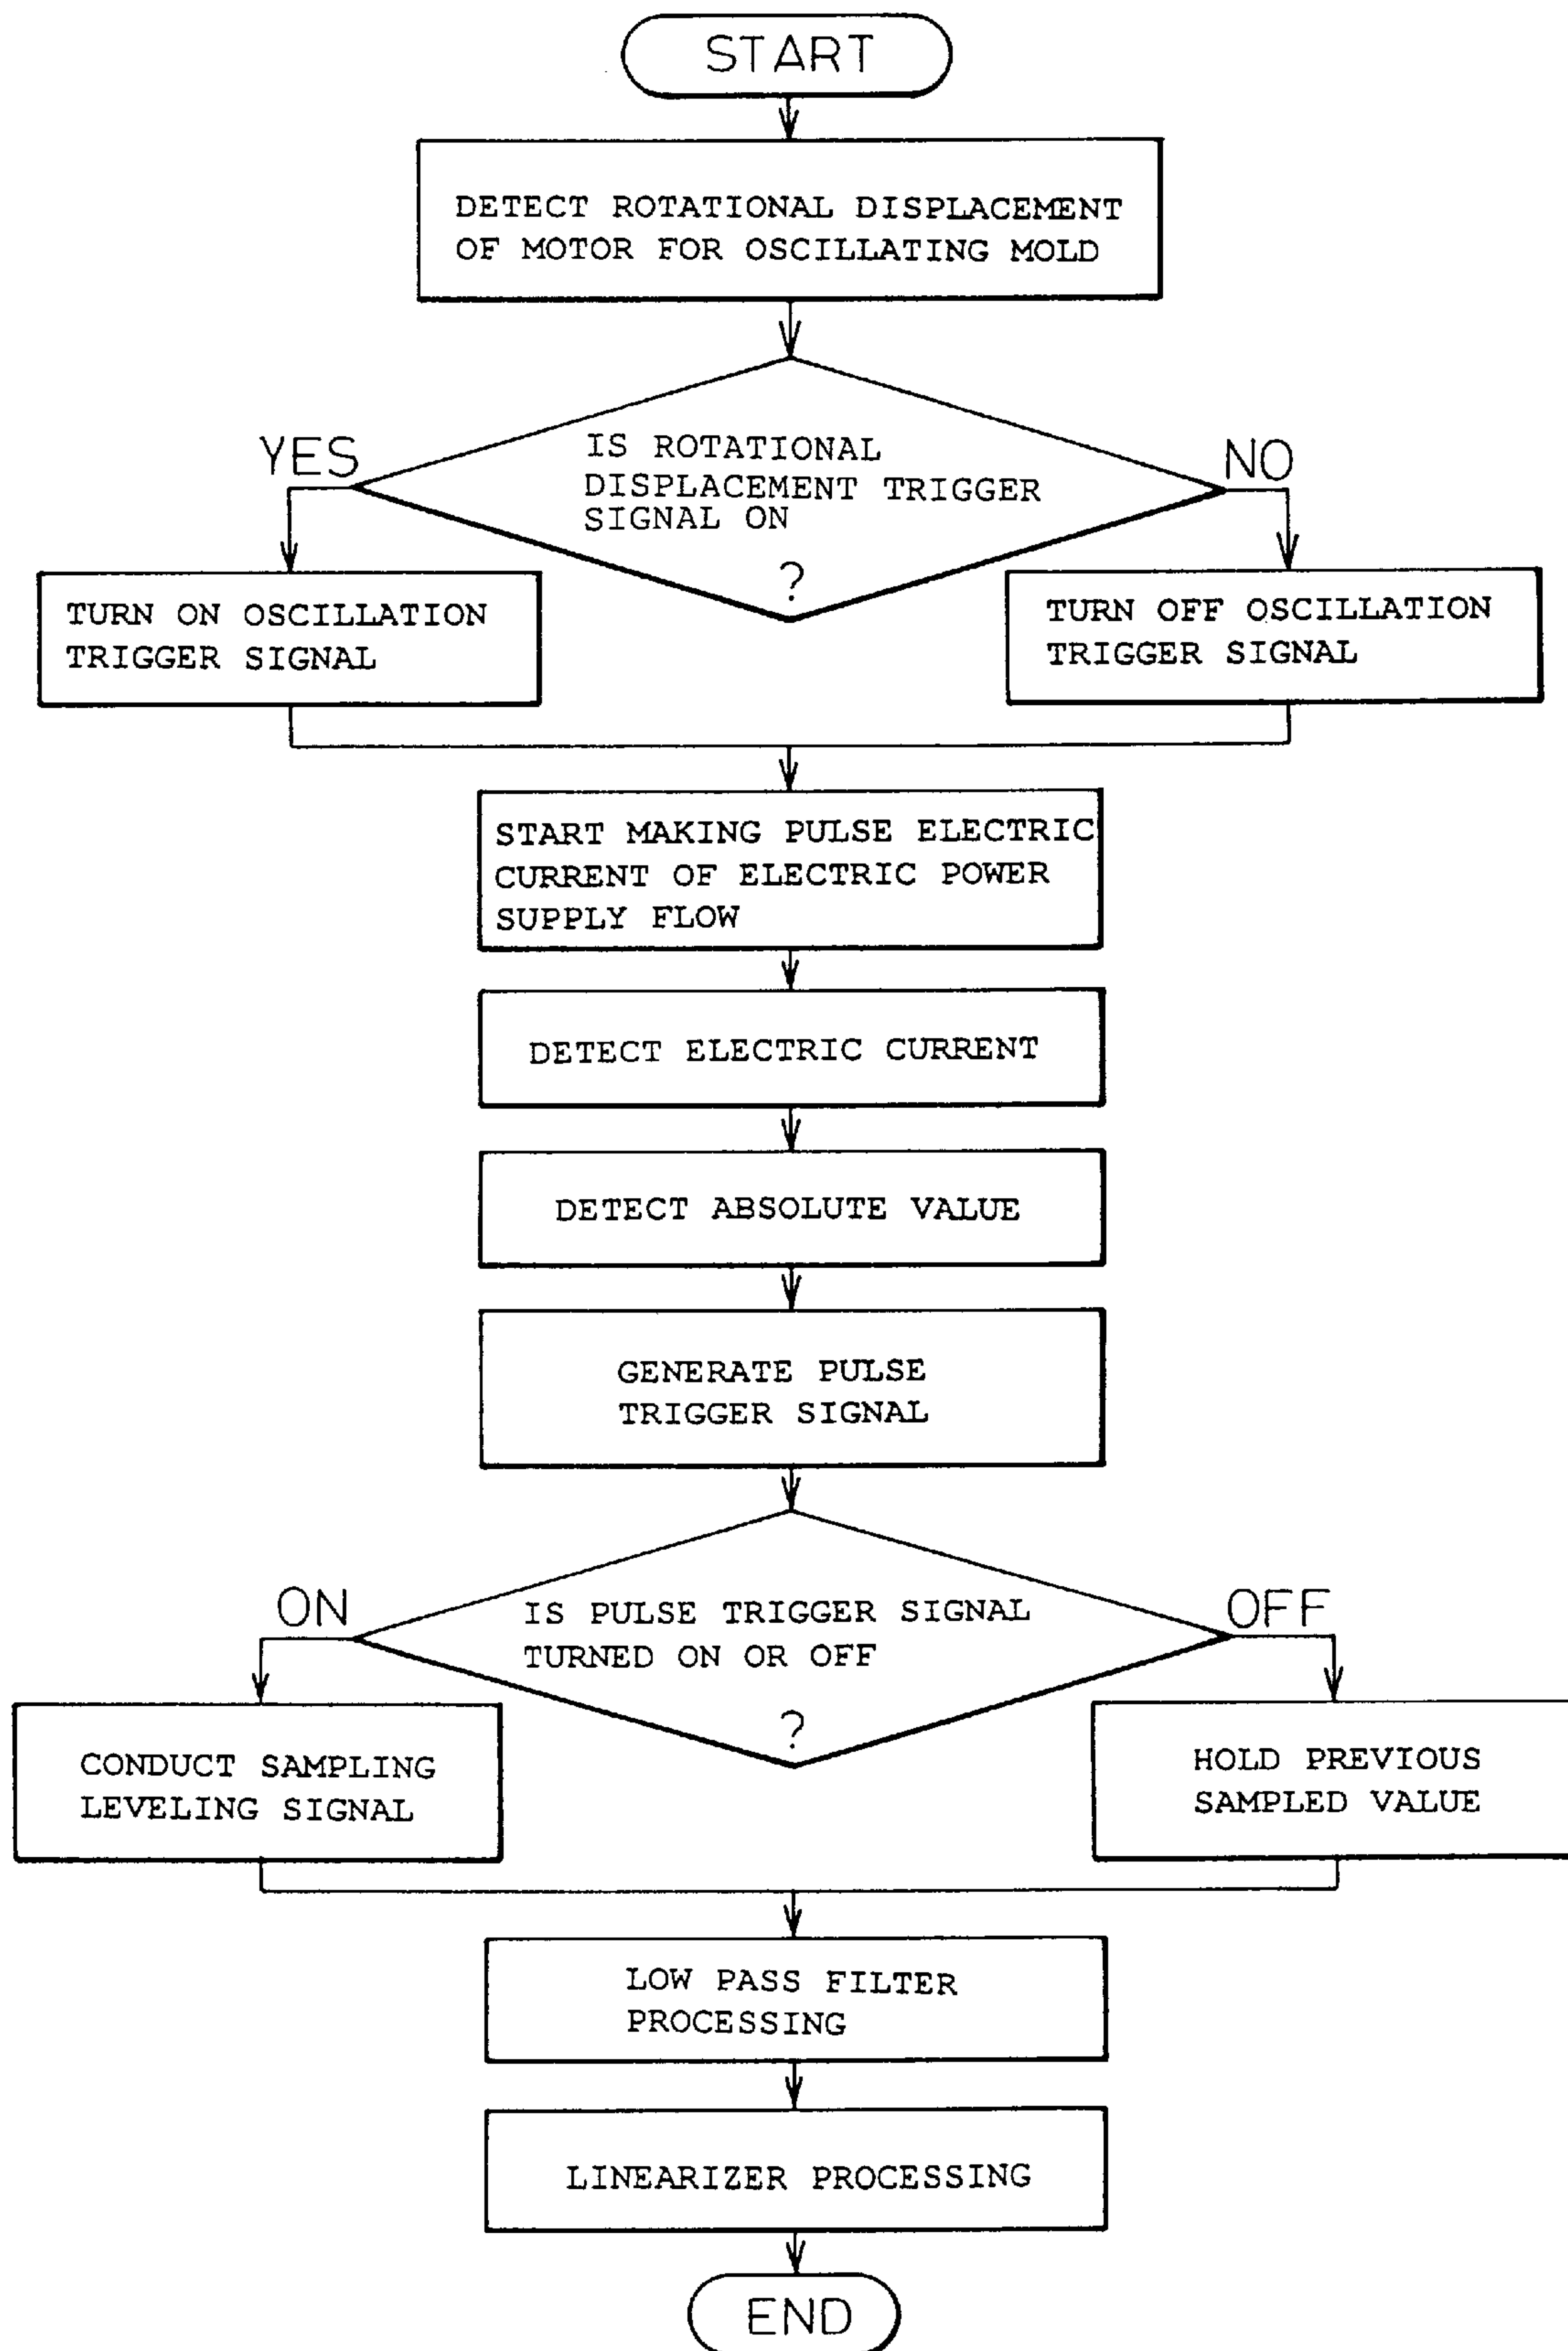 START
DETECT ROTATIONAL DISPLACEMENT
OF MOTOR FOR OSCILLATING MOLD
YES
IS ROTATIONAL
DISPLACEMENT TRIGGER
SIGNAL ON
?
NO
TURN ON OSCILLATION
TRIGGER SIGNAL
TURN OFF OSCILLATION
TRIGGER SIGNAL
START MAKING PULSE ELECTRIC
CURRENT OF ELECTRIC POWER
SUPPLY FLOW
DETECT ELECTRIC CURRENT
DETECT ABSOLUTE VALUE
GENERATE PULSE
TRIGGER SIGNAL
ON
IS PULSE TRIGGER SIGNAL
TURNED ON OR OFF
?
OFF
CONDUCT SAMPLING
LEVELING SIGNAL
HOLD PREVIOUS
SAMPLED VALUE
LOW PASS FILTER
PROCESSING
LINEARIZER PROCESSING
END